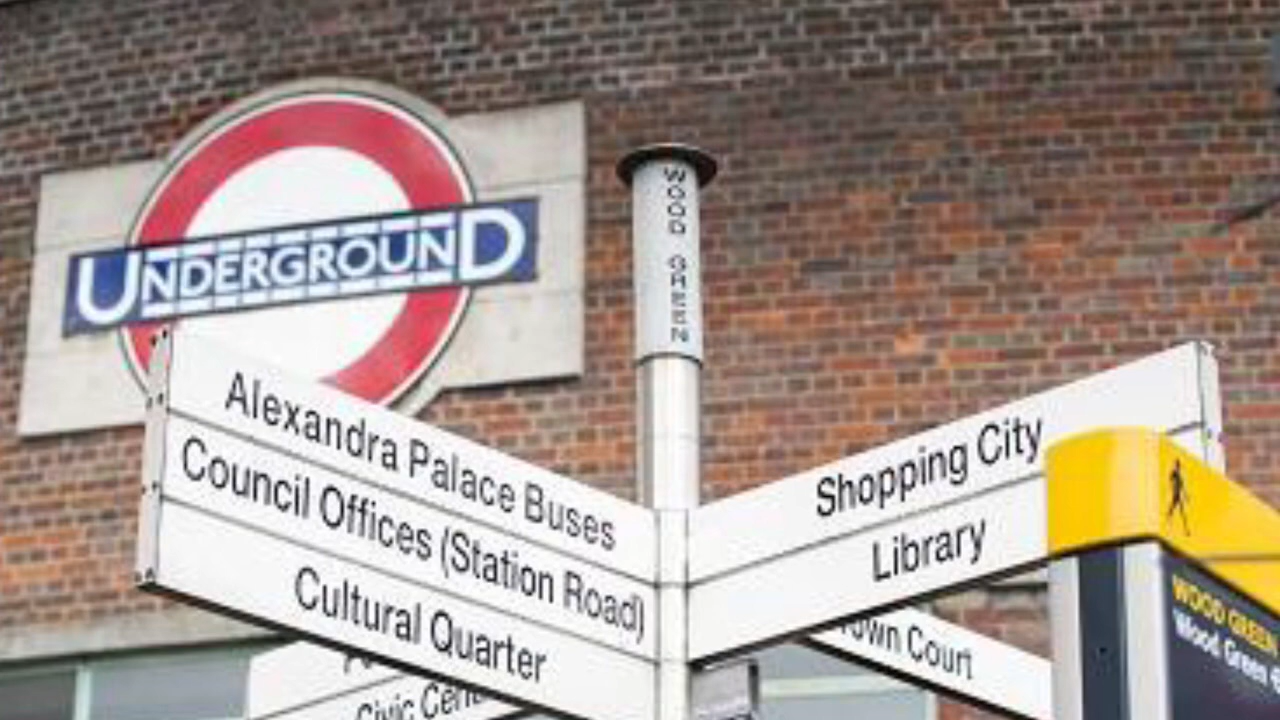 UNDERGROUND
WOOD GREEN
Alexandra Palace Buses
Council Offices (Station Road)
Cultural Quarter
Shopping City
Library
Court
Civic
WOOD GREEN
Wood Green